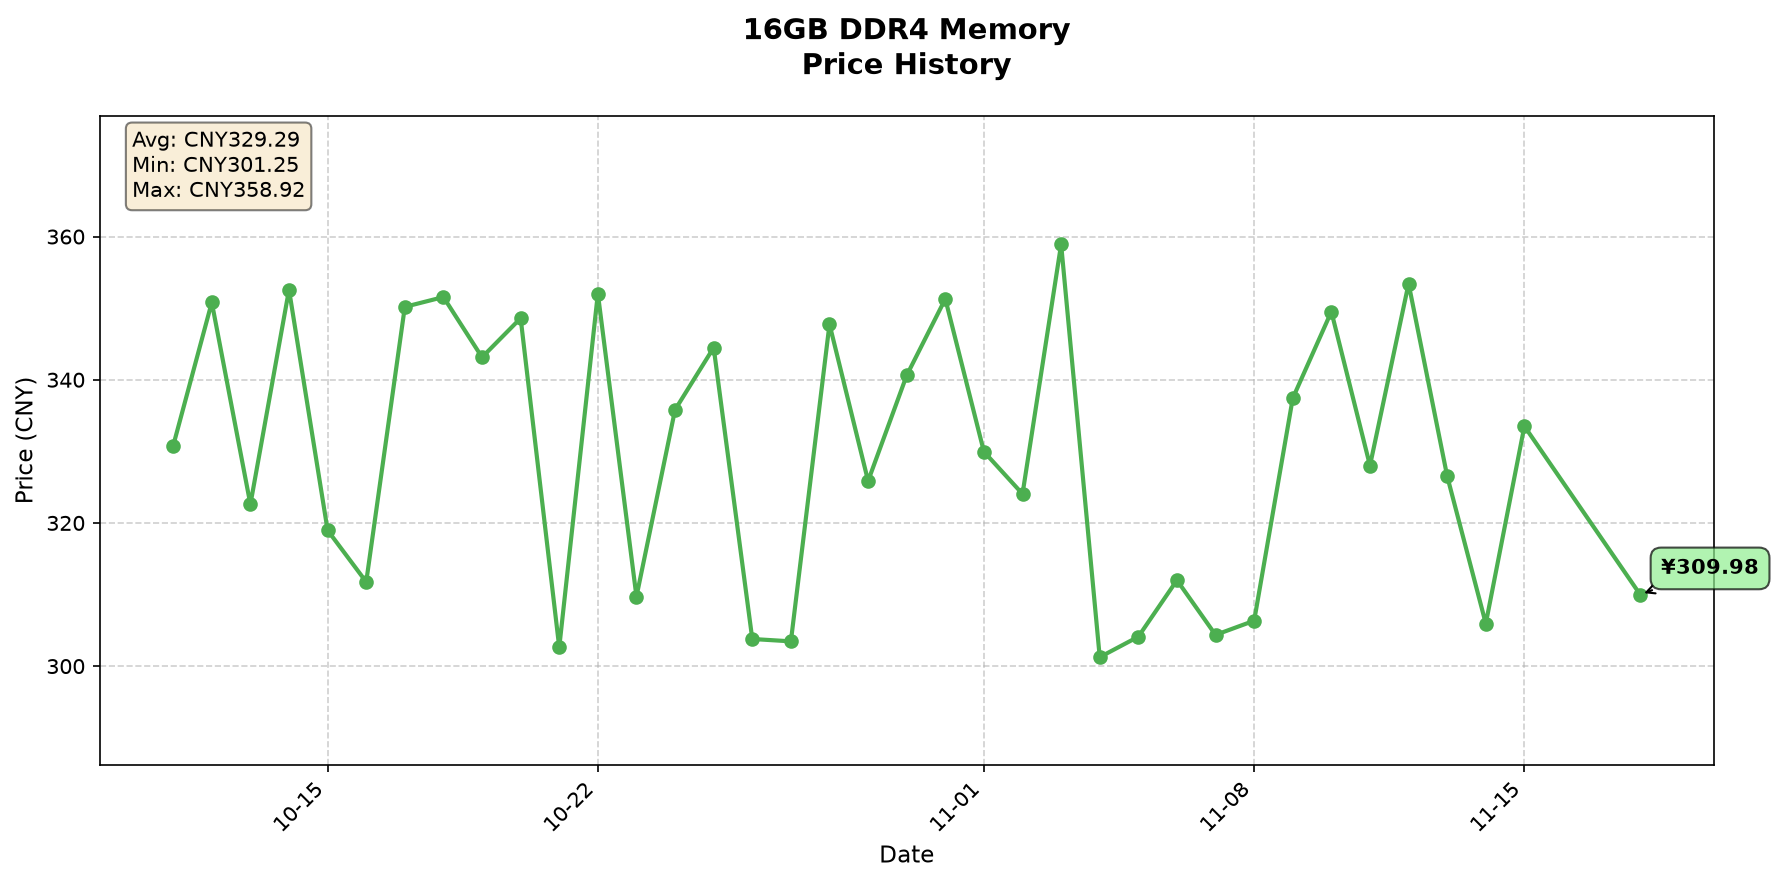 16GB DDR4 Memory
Price History
Avg: CNY329.29
Min: CNY301.25
Max: CNY358.92
360
340
320
300
Price (CNY)
¥309.98
10-15
10-22
11-01
11-08
11-15
Date